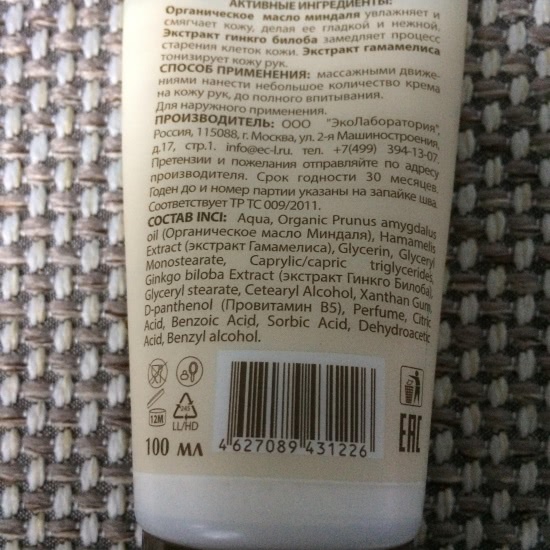 АКТИВНЫЕ ИНГРЕДИЕНТЫ:
Органическое масло миндаля увлажняет и
смягчает кожу, делая ее гладкой и нежной.
Экстракт гинкго билоба замедляет процесс
старения клеток кожи. Экстракт гамамелиса
тонизирует кожу рук.
СПОСОБ ПРИМЕНЕНИЯ: массажными движе-
ниями нанести небольшое количество крема
на кожу рук, до полного впитывания.
Для наружного применения.
ПРОИЗВОДИТЕЛЬ: ООО "ЭкоЛаборатория",
Россия, 115088, г. Москва, ул. 2-я Машиностроения,
д.17, стр.1. info@ec-l.ru. тел. +7(499) 394-13-07.
Претензии и пожелания отправляйте по адресу
производителя. Срок годности 30 месяцев.
Годен до и номер партии указаны на запайке шва.
Соответствует ТР ТС 009/2011.
СОСТАВ INCI: Aqua, Organic Prunus amygdalus
oil (Органическое масло Миндаля), Hamamelis
Extract (экстракт Гамамелиса), Glycerin, Glyceryl
Monostearate, Caprylic/capric triglycerides,
Ginkgo biloba Extract (экстракт Гинкго Билоба),
Glyceryl stearate, Cetearyl Alcohol, Xanthan Gum,
D-panthenol (Провитамин В5), Perfume, Citric
Acid, Benzoic Acid, Sorbic Acid, Dehydroacetic
Acid, Benzyl alcohol.
12M
LL/HD
100 мл
4 627089 431226
EAC